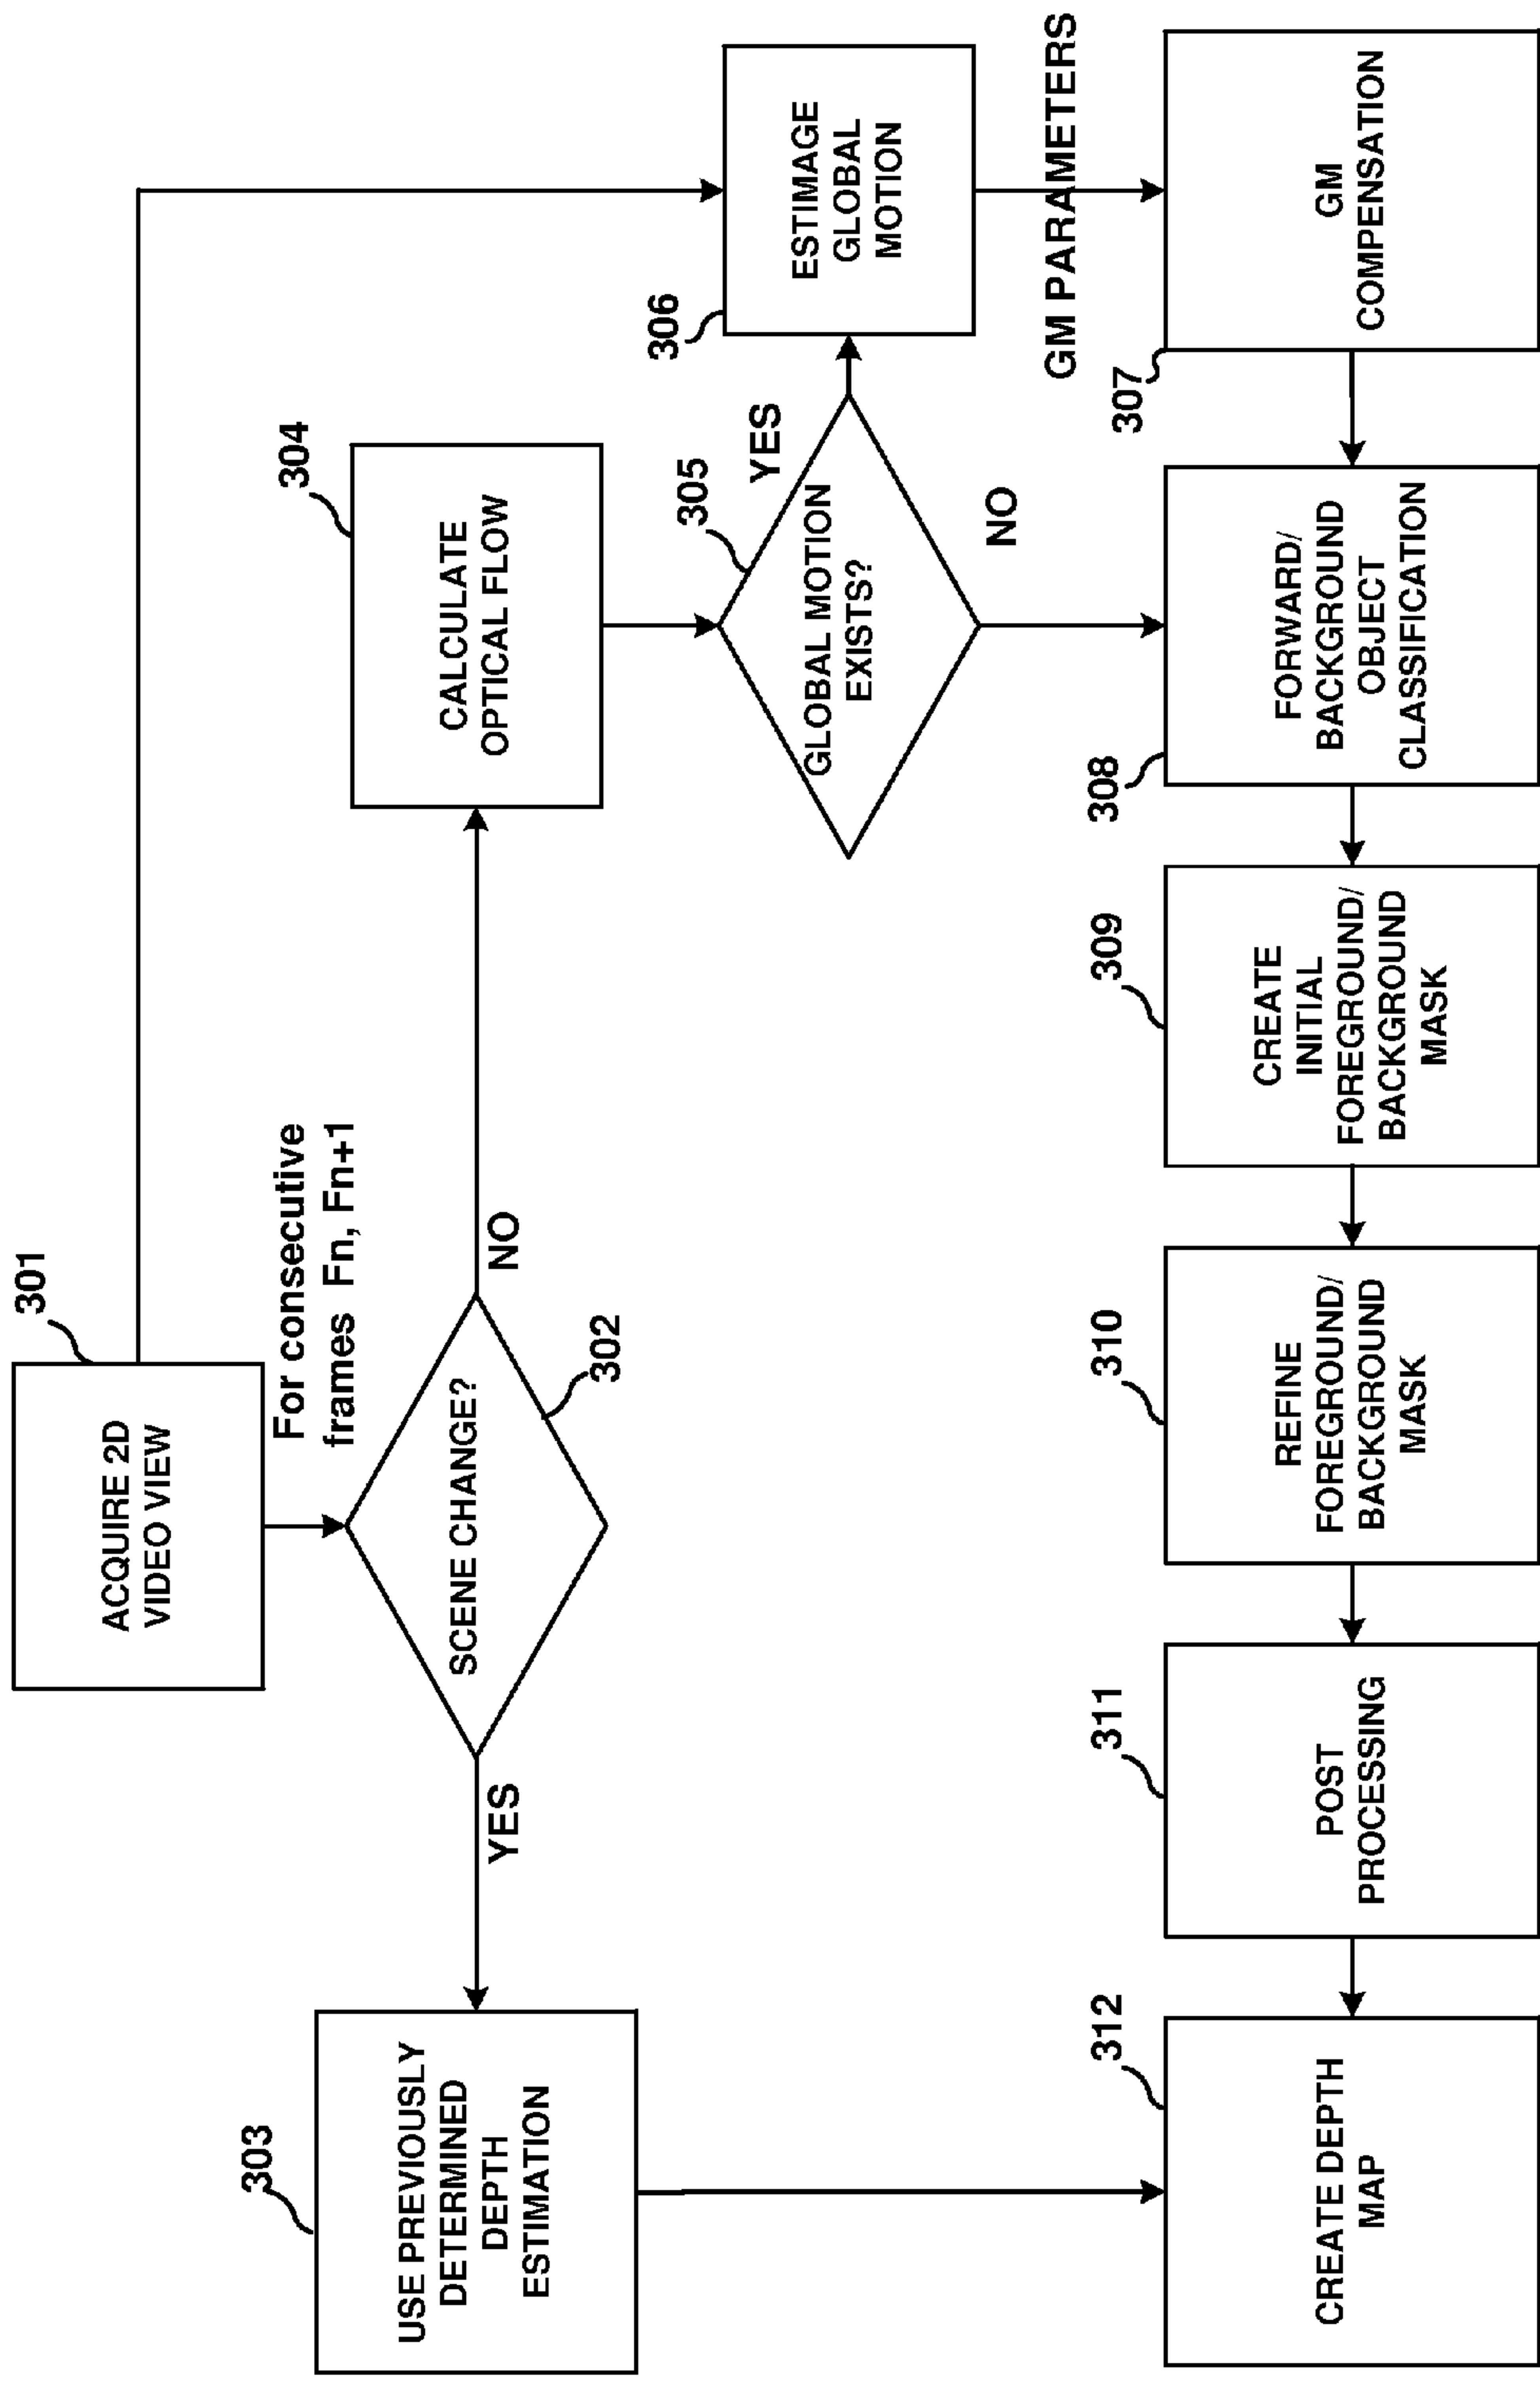 301
ACQUIRE 2D
VIDEO VIEW
For consecutive
frames Fn, Fn+1
SCENE CHANGE?
302
YES
NO
303
USE PREVIOUSLY
DETERMINED
DEPTH
ESTIMATION
304
CALCULATE
OPTICAL FLOW
305
GLOBAL MOTION
EXISTS?
YES
NO
306
ESTIMAGE
GLOBAL
MOTION
GM PARAMETERS
307
GM
COMPENSATION
308
FORWARD/
BACKGROUND
OBJECT
CLASSIFICATION
309
CREATE
INITIAL
FOREGROUND/
BACKGROUND
MASK
310
REFINE
FOREGROUND/
BACKGROUND
MASK
311
POST
PROCESSING
312
CREATE DEPTH
MAP